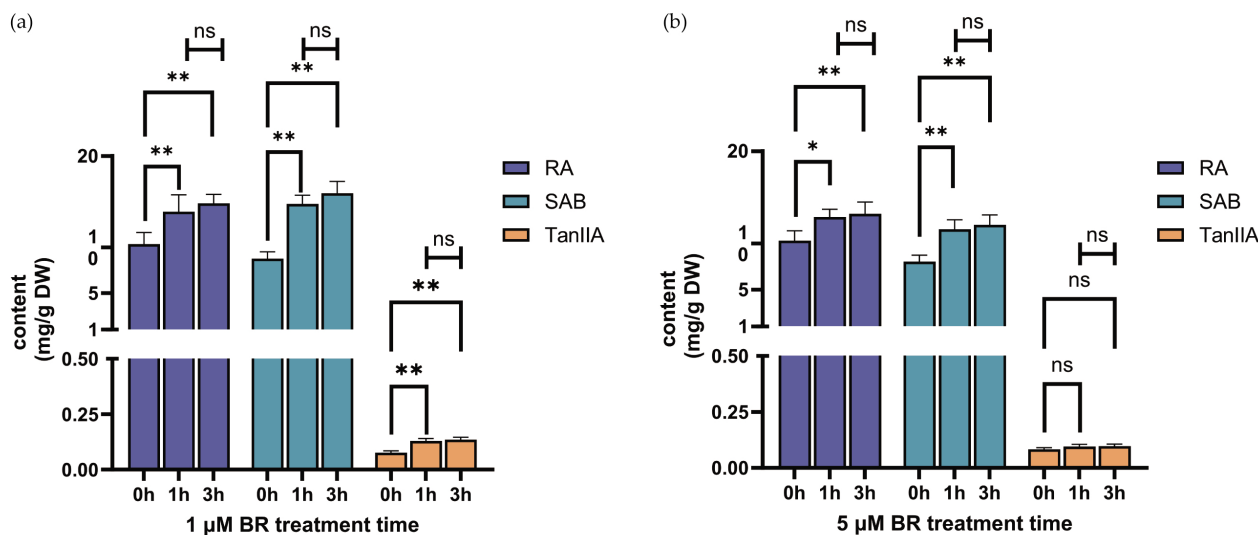 (a)
ns
ns
**
**
**
**
20
1
0
5
1
0.50
0.25
0.00
content
(mg/g DW)
ns
**
**
RA
SAB
TanIIA
0h 1h 3h 0h 1h 3h 0h 1h 3h
1 μM BR treatment time
(b)
ns
ns
**
**
*
**
20
1
0
5
1
0.50
0.25
0.00
content
(mg/g DW)
ns
ns
ns
RA
SAB
TanIIA
0h 1h 3h 0h 1h 3h 0h 1h 3h
5 μM BR treatment time